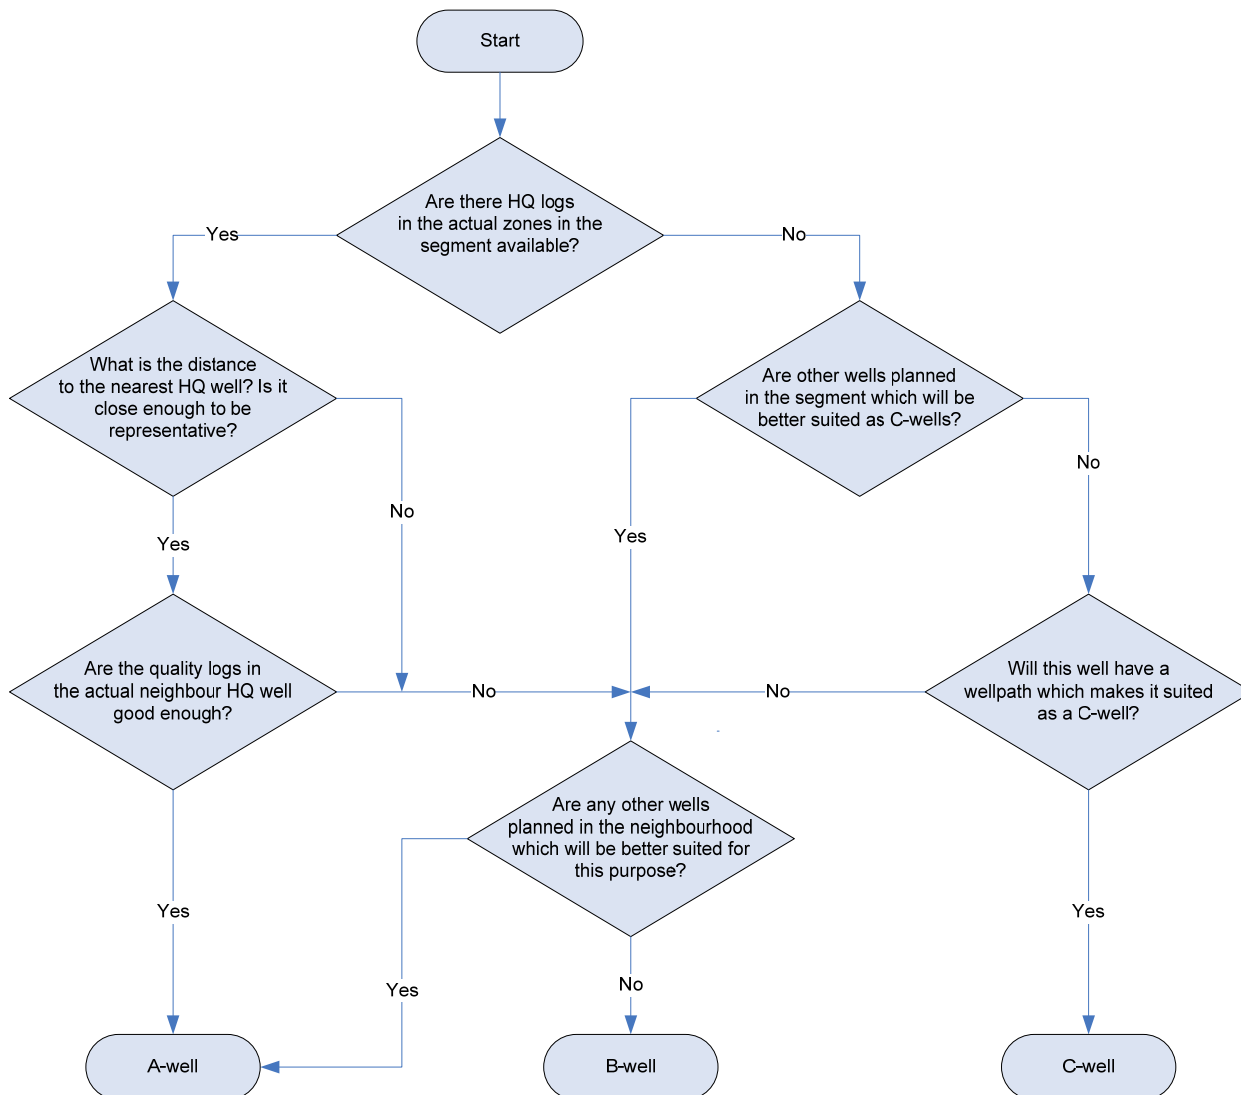 Start
Are there HQ logs
in the actual zones in the
segment available?
Yes
No
What is the distance
to the nearest HQ well? Is it
close enough to be
representative?
Are other wells planned
in the segment which will be
better suited as C-wells?
No
No
Yes
Yes
Are the quality logs in
the actual neighbour HQ well
good enough?
No
No
Will this well have a
wellpath which makes it suited
as a C-well?
Are any other wells
planned in the neighbourhood
which will be better suited for
this purpose?
Yes
Yes
No
Yes
A-well
B-well
C-well